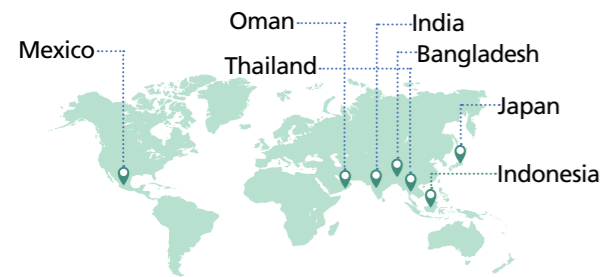 Oman
India
Mexico
Bangladesh
Thailand
Japan
Indonesia